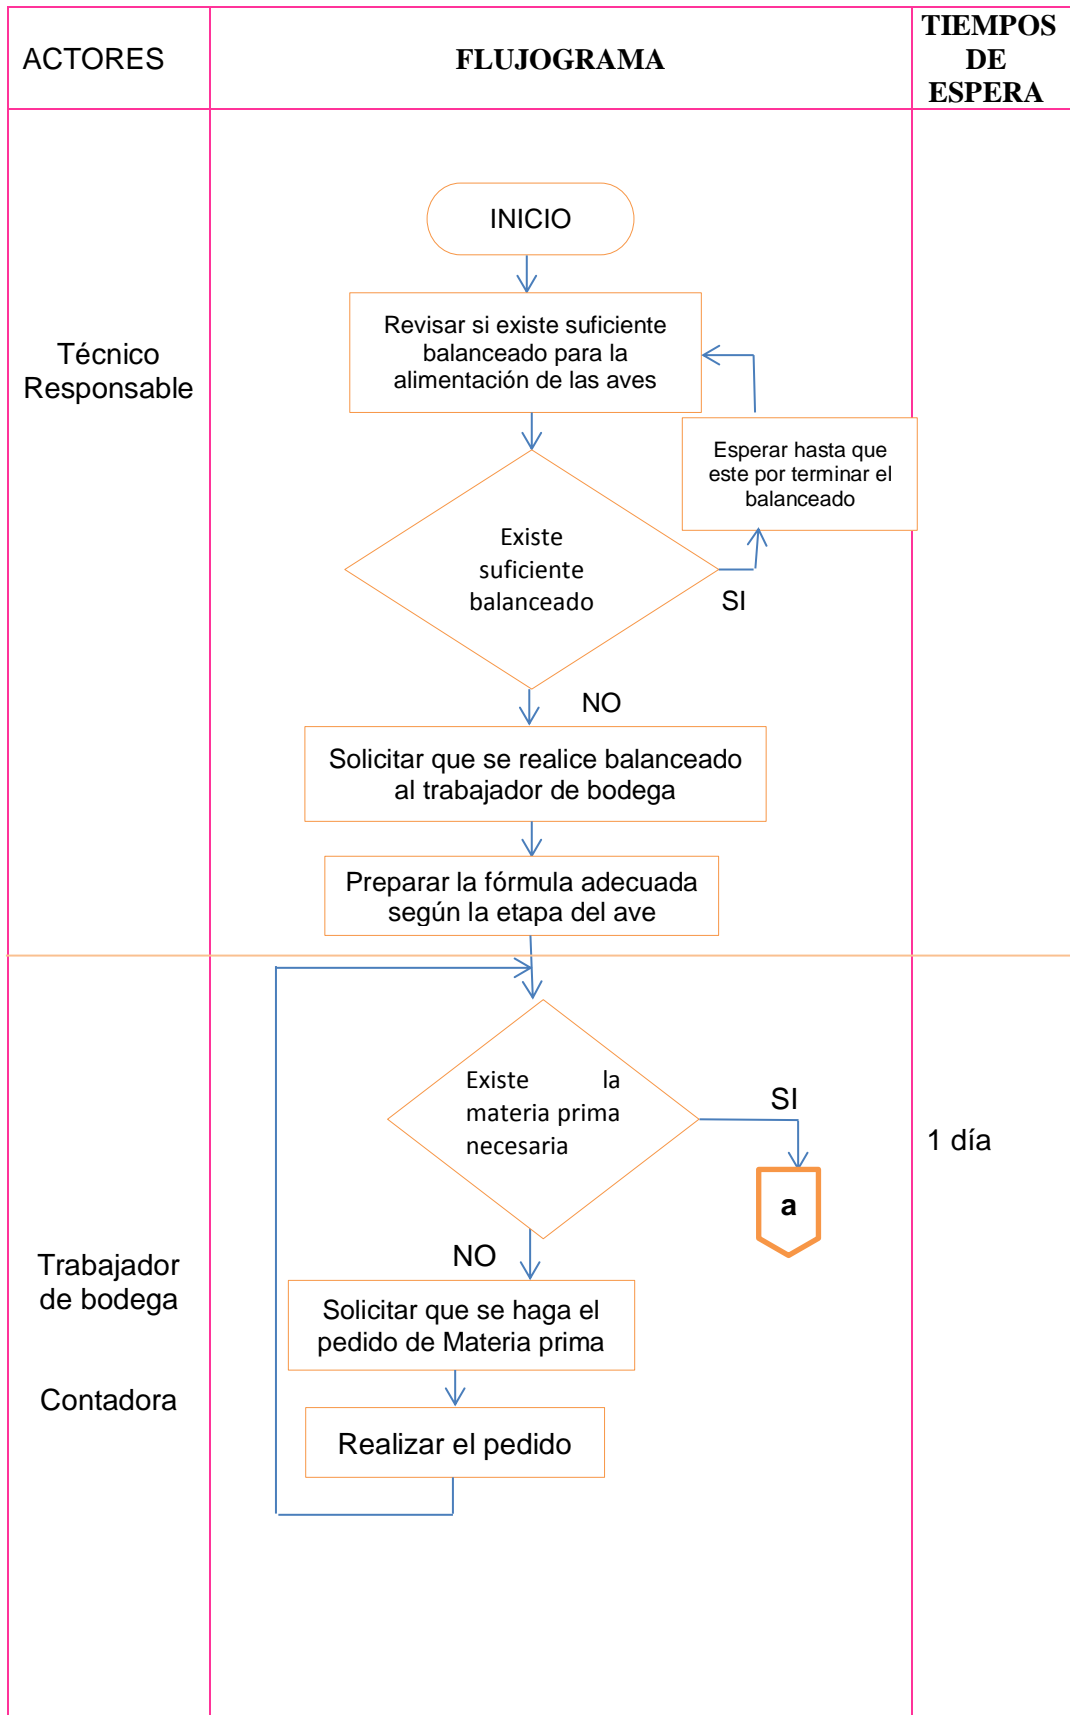 ACTORES
FLUJOGRAMA
TIEMPOS
DE
ESPERA
INICIO
Técnico
Responsable
Revisar si existe suficiente
balanceado para la
alimentación de las aves
Esperar hasta que
este por terminar el
balanceado
Existe
suficiente
balanceado
SI
NO
Solicitar que se realice balanceado
al trabajador de bodega
Preparar la fórmula adecuada
según la etapa del ave
Existe la
materia prima
necesaria
SI
1 día
a
NO
Trabajador
de bodega
Solicitar que se haga el
pedido de Materia prima
Contadora
Realizar el pedido